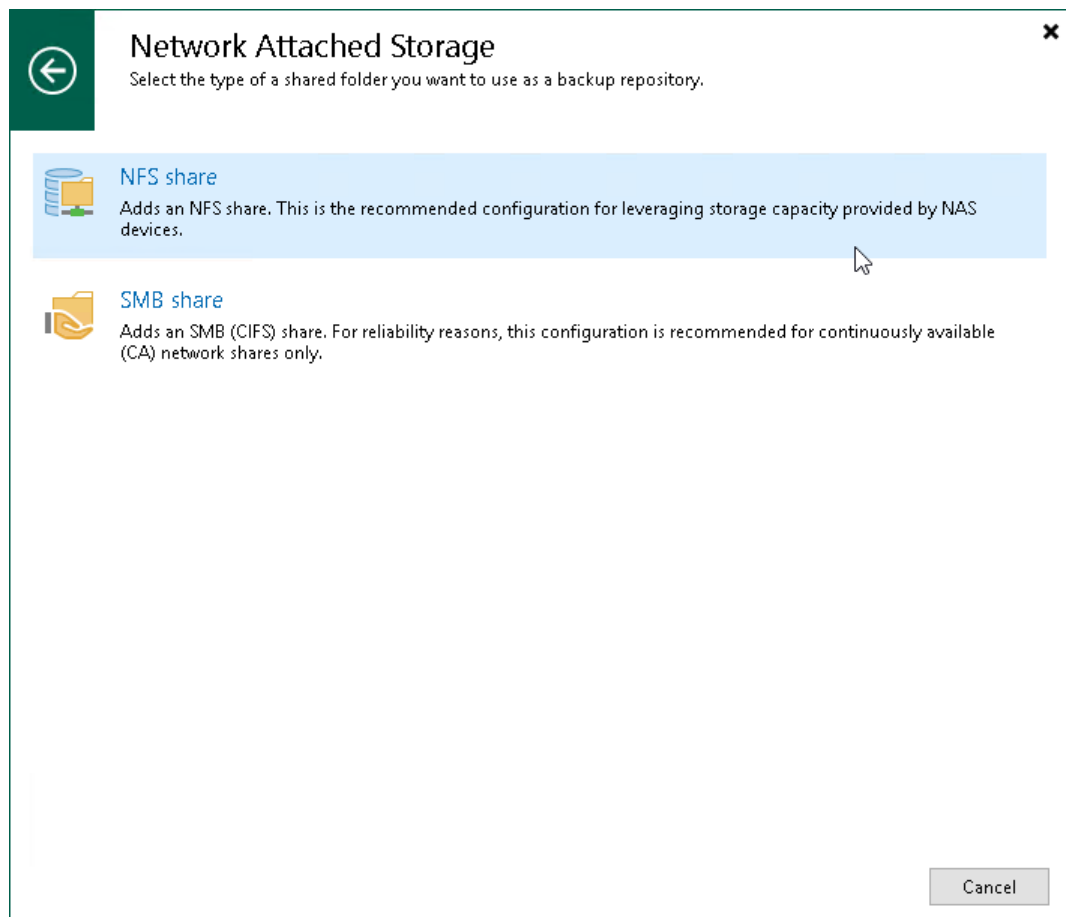 Network Attached Storage
Select the type of a shared folder you want to use as a backup repository.
NFS share
Adds an NFS share. This is the recommended configuration for leveraging storage capacity provided by NAS
devices.
SMB share
Adds an SMB (CIFS) share. For reliability reasons, this configuration is recommended for continuously available
(CA) network shares only.
Cancel